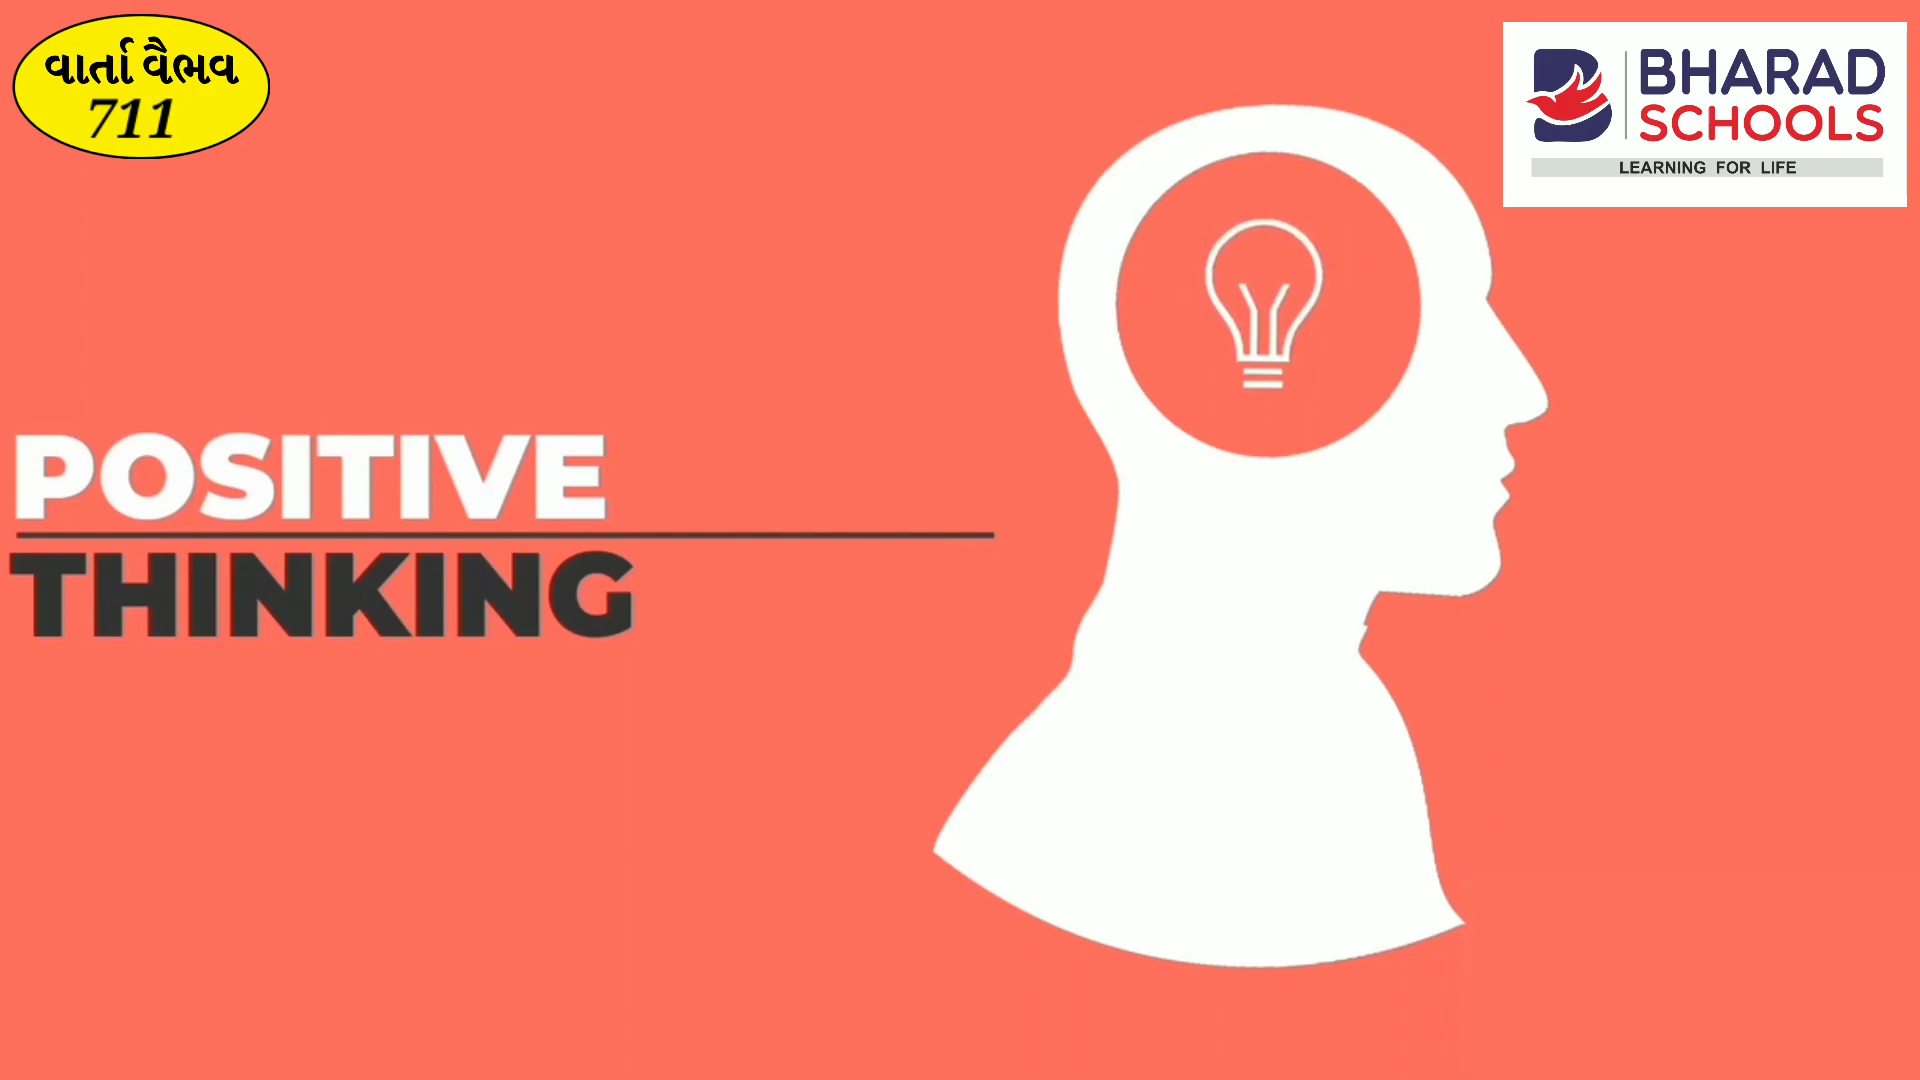 વાર્તા વૈભવ
711
BHARAD
SCHOOLS
LEARNING FOR LIFE
POSITIVE
THINKING